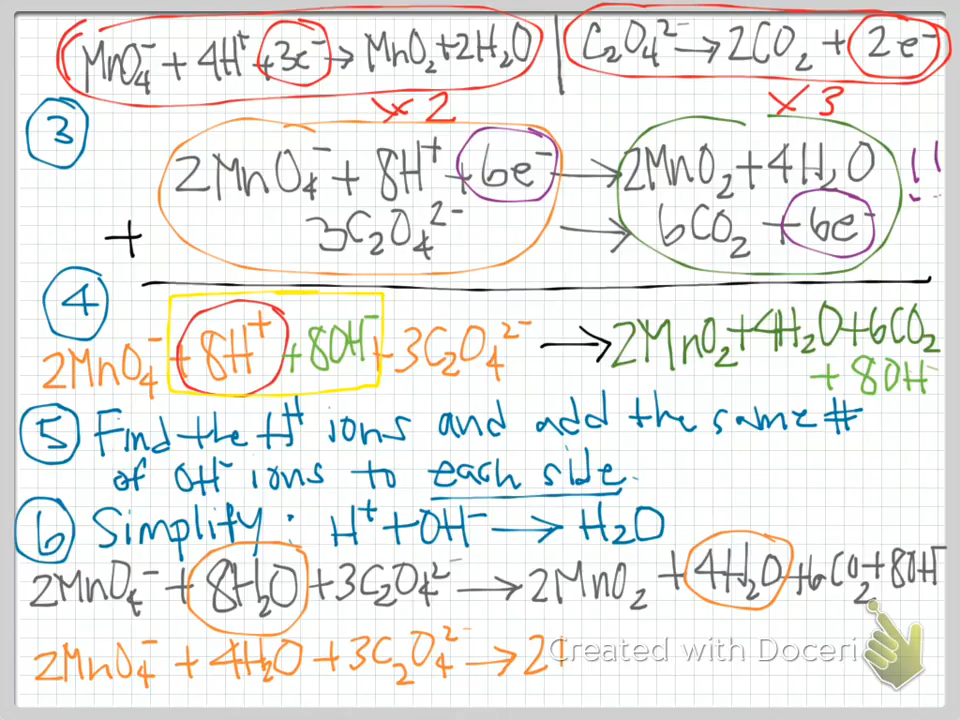 MnO₄⁻ + 4H⁺ + 3e⁻ → MnO₂ + 2H₂O | C₂O₄²⁻ → 2CO₂ + 2e⁻
×2 ×3
③
2MnO₄⁻ + 8H⁺ + 6e⁻ → 2MnO₂ + 4H₂O !!
+ 3C₂O₄²⁻ → 6CO₂ + 6e⁻
④
2MnO₄⁻ + 8H⁺ + 8OH⁻ + 3C₂O₄²⁻ → 2MnO₂ + 4H₂O + 6CO₂
+ 8OH⁻
⑤ Find the H⁺ ions and add the same #
of OH⁻ ions to each side.
⑥ Simplify: H⁺ + OH⁻ → H₂O
2MnO₄⁻ + 8H₂O + 3C₂O₄²⁻ → 2MnO₂ + 4H₂O + 6CO₂ + 8OH⁻
2MnO₄⁻ + 4H₂O + 3C₂O₄²⁻ → 2
Created with Doceri